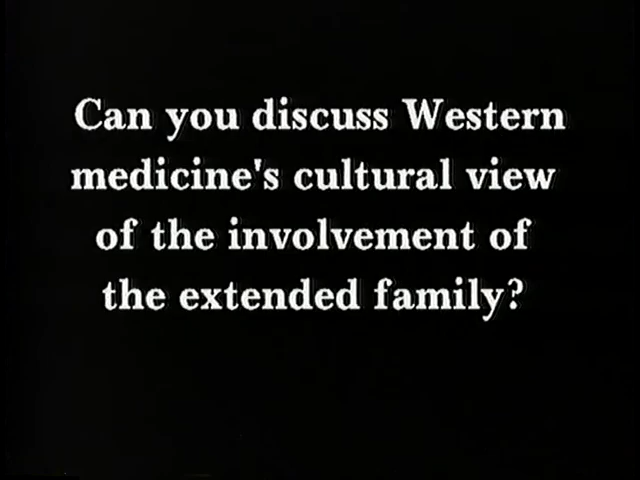 Can you discuss Western
medicine's cultural view
of the involvement of
the extended family?